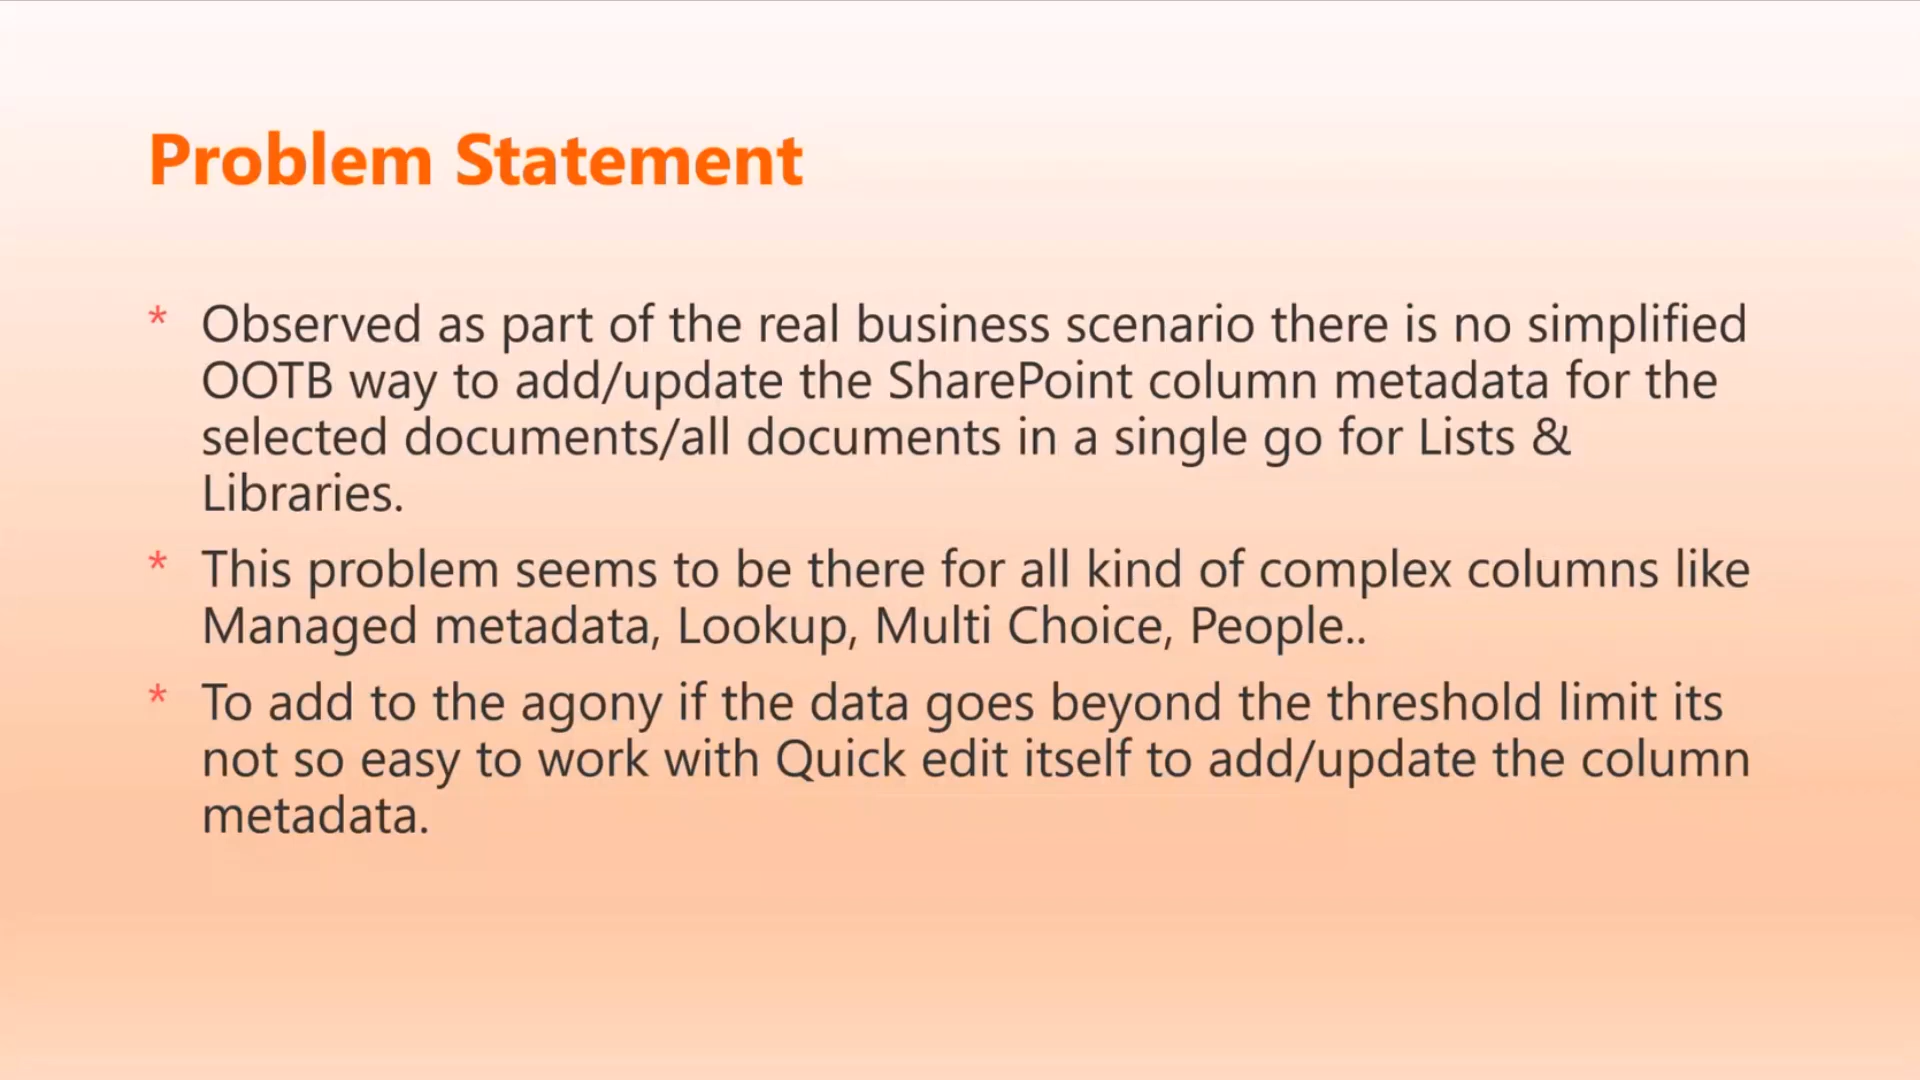 Problem Statement
* Observed as part of the real business scenario there is no simplified
OOTB way to add/update the SharePoint column metadata for the
selected documents/all documents in a single go for Lists &
Libraries.
* This problem seems to be there for all kind of complex columns like
Managed metadata, Lookup, Multi Choice, People..
* To add to the agony if the data goes beyond the threshold limit its
not so easy to work with Quick edit itself to add/update the column
metadata.